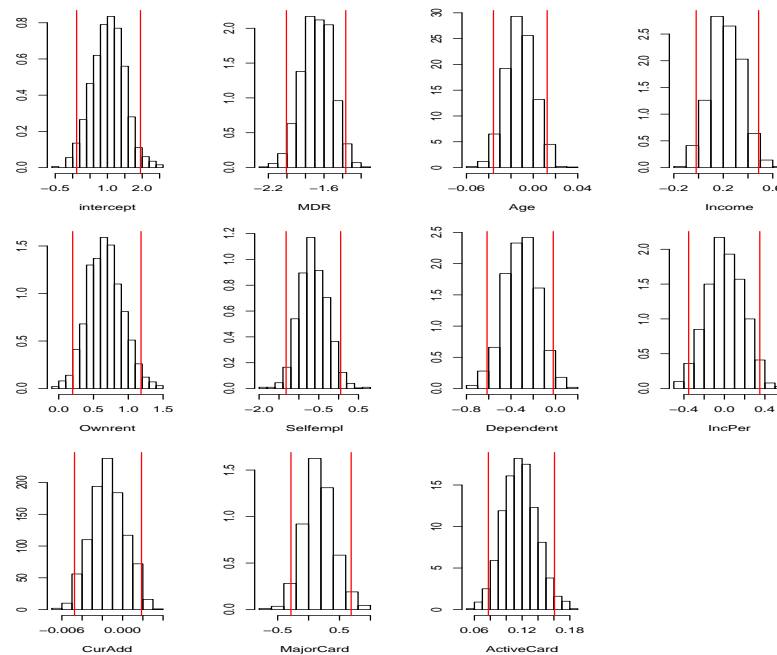 0.0 0.2 0.4 0.6 0.8
−0.5 1.0 2.0
intercept
0.0 0.5 1.0 1.5 2.0
−2.2 −1.6
MDR
0 5 10 15 20 25 30
−0.06 0.00 0.04
Age
0.0 0.5 1.0 1.5 2.0 2.5
−0.2 0.2 0.6
Income
0.0 0.5 1.0 1.5
0.0 0.5 1.0 1.5
Ownrent
0.0 0.2 0.4 0.6 0.8 1.0 1.2
−2.0 −0.5 0.5
Selfempl
0.0 0.5 1.0 1.5 2.0 2.5
−0.8 −0.4 0.0
Dependent
0.0 0.5 1.0 1.5 2.0
−0.4 0.0 0.4
IncPer
0 50 100 150 200
−0.006 0.000
CurAdd
0.0 0.5 1.0 1.5
−0.5 0.5
MajorCard
0 5 10 15
0.06 0.12 0.18
ActiveCard